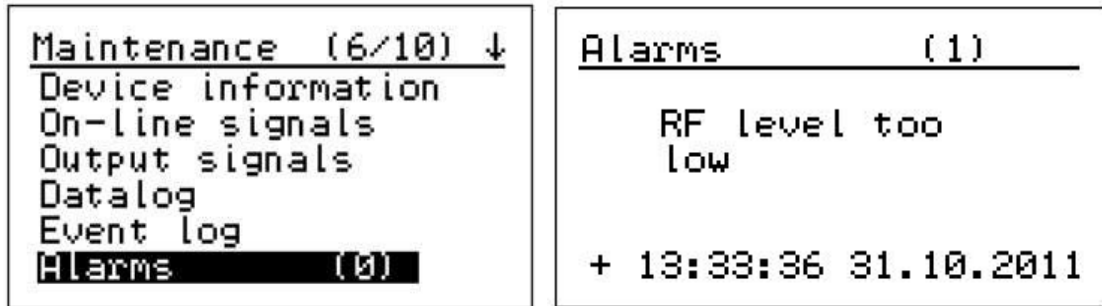 Maintenance (6/10) ↓
Device information
On-line signals
Output signals
Datalog
Event log
Alarms (0)
Alarms (1)
RF level too
low
+ 13:33:36 31.10.2011